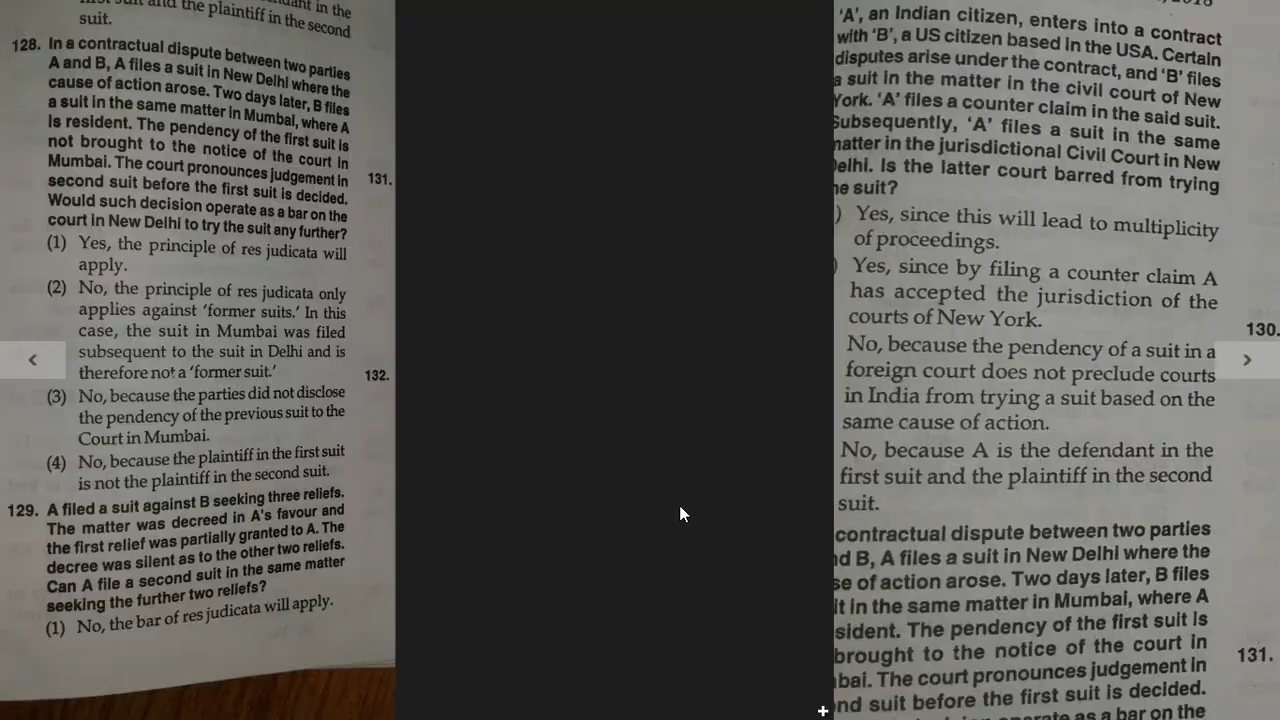 first suit and the plaintiff in the second
suit.
128. In a contractual dispute between two parties
A and B, A files a suit in New Delhi where the
cause of action arose. Two days later, B files
a suit in the same matter in Mumbai, where A
is resident. The pendency of the first suit is
not brought to the notice of the court in
Mumbai. The court pronounces judgement in
second suit before the first suit is decided.
Would such decision operate as a bar on the
court in New Delhi to try the suit any further?
(1) Yes, the principle of res judicata will
apply.
(2) No, the principle of res judicata only
applies against 'former suits.' In this
case, the suit in Mumbai was filed
subsequent to the suit in Delhi and is
therefore not a 'former suit.'
(3) No, because the parties did not disclose
the pendency of the previous suit to the
Court in Mumbai.
(4) No, because the plaintiff in the first suit
is not the plaintiff in the second suit.
129. A filed a suit against B seeking three reliefs.
The matter was decreed in A's favour and
the first relief was partially granted to A. The
decree was silent as to the other two reliefs.
Can A file a second suit in the same matter
seeking the further two reliefs?
(1) No, the bar of res judicata will apply.
131.
132.
'A', an Indian citizen, enters into a contract
with 'B', a US citizen based in the USA. Certain
disputes arise under the contract, and 'B' files
a suit in the matter in the civil court of New
York. 'A' files a counter claim in the said suit.
Subsequently, 'A' files a suit in the same
matter in the jurisdictional Civil Court in New
Delhi. Is the latter court barred from trying
he suit?
) Yes, since this will lead to multiplicity
of proceedings.
) Yes, since by filing a counter claim A
has accepted the jurisdiction of the
courts of New York.
No, because the pendency of a suit in a
foreign court does not preclude courts
in India from trying a suit based on the
same cause of action.
No, because A is the defendant in the
first suit and the plaintiff in the second
suit.
contractual dispute between two parties
nd B, A files a suit in New Delhi where the
se of action arose. Two days later, B files
it in the same matter in Mumbai, where A
sident. The pendency of the first suit is
brought to the notice of the court in
bai. The court pronounces judgement in
nd suit before the first suit is decided.
operate as a bar on the
130.
131.